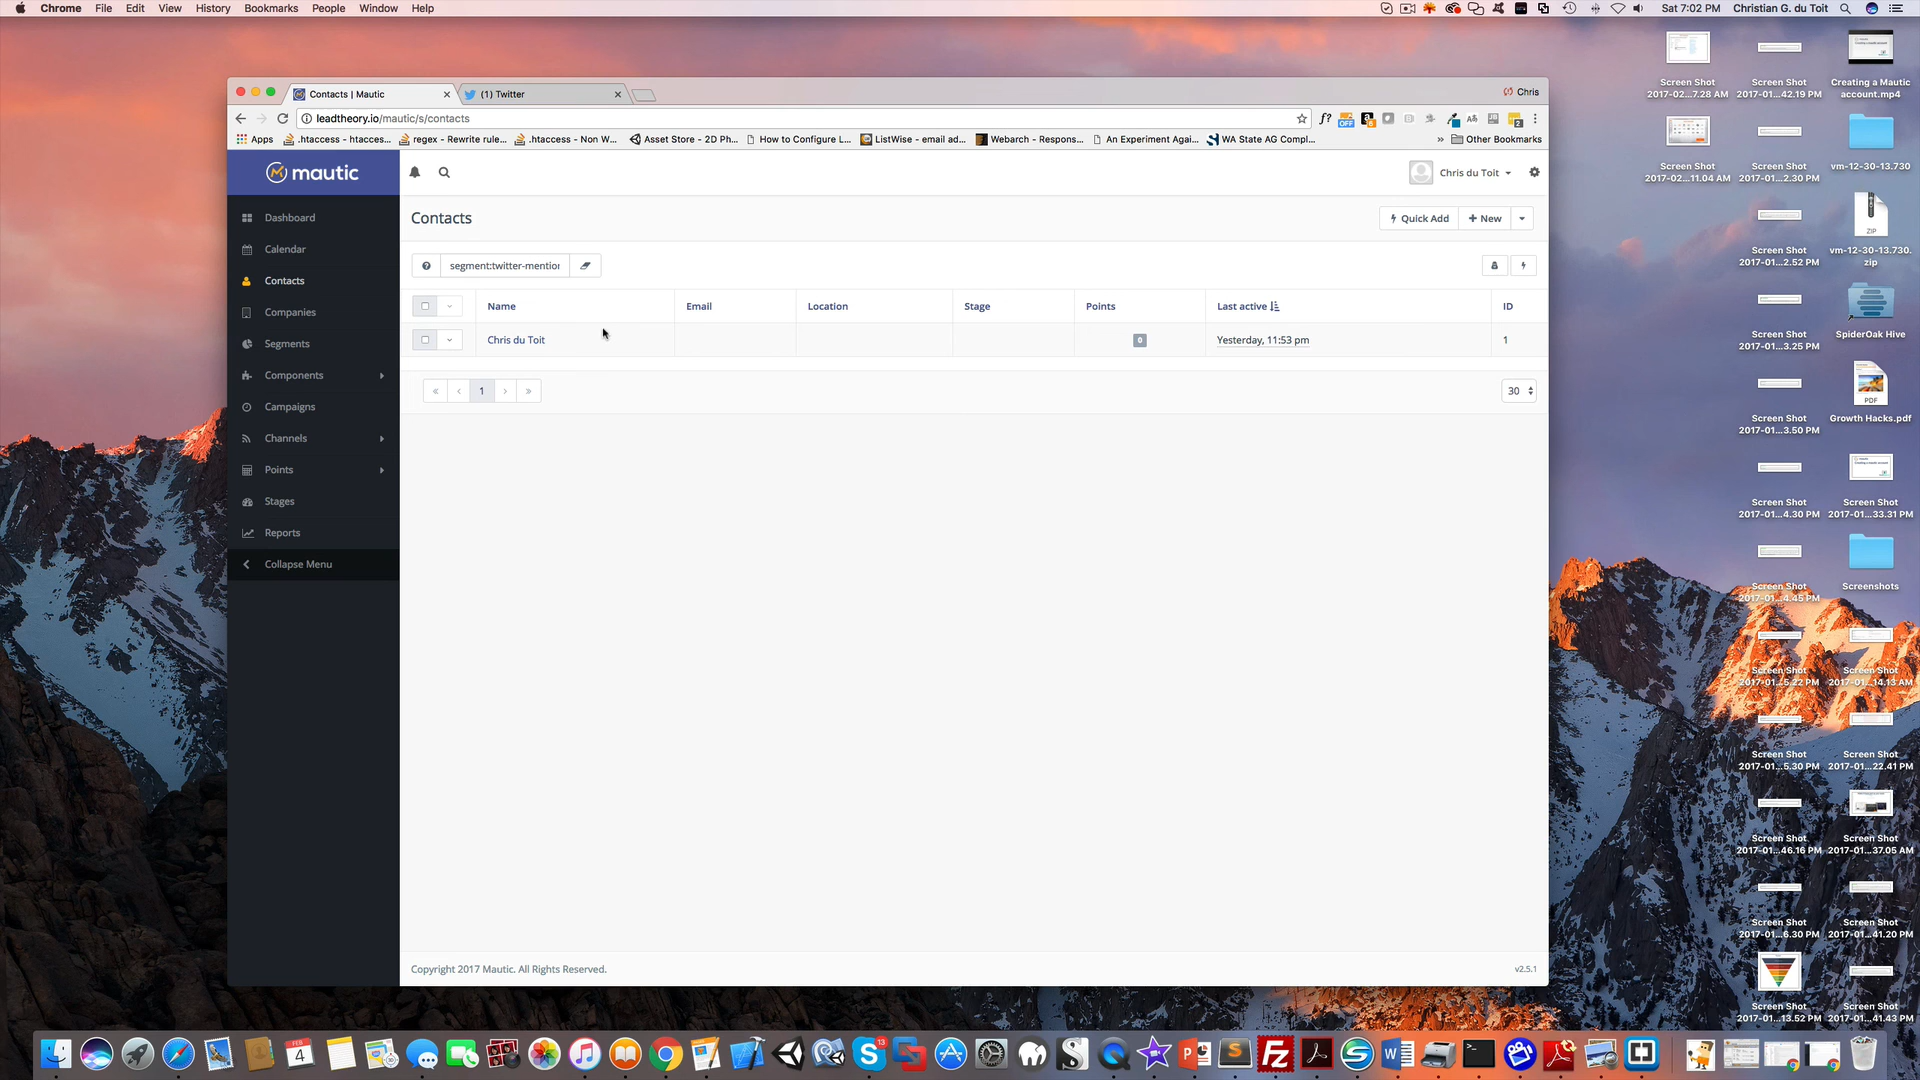 Chrome File Edit View History Bookmarks People Window Help
Sat 7:02 PM Christian G. du Toit
Contacts | Mautic
(1) Twitter
Chris
leadtheory.io/mautic/s/contacts
Apps .htaccess - htacces... regex - Rewrite rule... .htaccess - Non W... Asset Store - 2D Ph... How to Configure L... ListWise - email ad... Webarch - Respons... An Experiment Agai... WA State AG Compl... » Other Bookmarks
mautic
Chris du Toit
Dashboard
Calendar
Contacts
Companies
Segments
Components
Campaigns
Channels
Points
Stages
Reports
Collapse Menu
Contacts
Quick Add
+ New
segment:twitter-mention
Name Email Location Stage Points Last active ID
Chris du Toit 0 Yesterday, 11:53 pm 1
« ‹ 1 › »
30
Copyright 2017 Mautic. All Rights Reserved.
v2.5.1
Screen Shot
2017-02...7.28 AM
Screen Shot
2017-01...42.19 PM
Creating a Mautic
account.mp4
Screen Shot
2017-02...11.04 AM
Screen Shot
2017-01...2.30 PM
vm-12-30-13.730
Screen Shot
2017-01...2.52 PM
ZIP
vm-12-30-13.730.
zip
Screen Shot
2017-01...3.25 PM
SpiderOak Hive
Screen Shot
2017-01...3.50 PM
PDF
Growth Hacks.pdf
Screen Shot
2017-01...4.30 PM
Screen Shot
2017-01...33.31 PM
Screen Shot
2017-01...4.45 PM
Screenshots
Screen Shot
2017-01...5.22 PM
Screen Shot
2017-01...14.13 AM
Screen Shot
2017-01...5.30 PM
Screen Shot
2017-01...22.41 PM
Screen Shot
2017-01...46.16 PM
Screen Shot
2017-01...37.05 AM
Screen Shot
2017-01...6.30 PM
Screen Shot
2017-01...41.20 PM
Screen Shot
2017-01...13.52 PM
Screen Shot
2017-01...41.43 PM
FEB
4
13